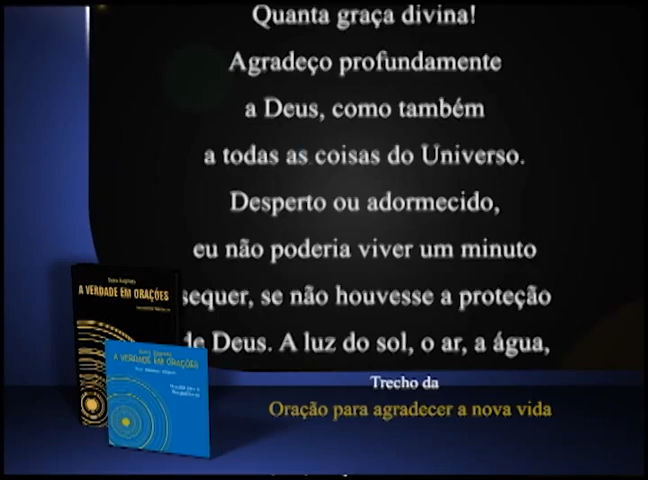 Quanta graça divina!
Agradeço profundamente
a Deus, como também
a todas as coisas do Universo.
Desperto ou adormecido,
eu não poderia viver um minuto
sequer, se não houvesse a proteção
de Deus. A luz do sol, o ar, a água,
Trecho da
Oração para agradecer a nova vida
A VERDADE EM ORAÇÕES
A VERDADE EM ORAÇÕES